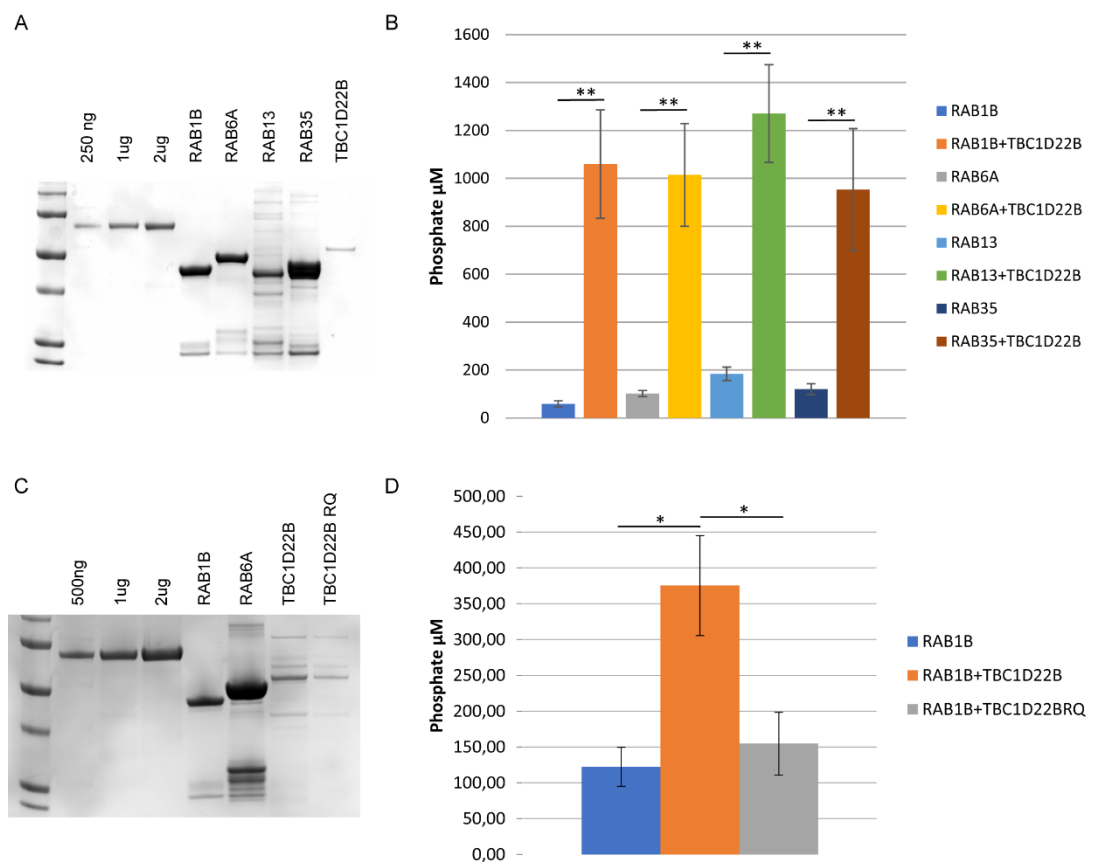 A
250 ng
1ug
2ug
RAB1B
RAB6A
RAB13
RAB35
TBC1D22B
B
1600
1400
1200
1000
800
600
400
200
0
Phosphate µM
**
**
**
**
RAB1B
RAB1B+TBC1D22B
RAB6A
RAB6A+TBC1D22B
RAB13
RAB13+TBC1D22B
RAB35
RAB35+TBC1D22B
C
500ng
1ug
2ug
RAB1B
RAB6A
TBC1D22B
TBC1D22B RQ
D
500,00
450,00
400,00
350,00
300,00
250,00
200,00
150,00
100,00
50,00
0,00
Phosphate µM
*
*
RAB1B
RAB1B+TBC1D22B
RAB1B+TBC1D22BRQ